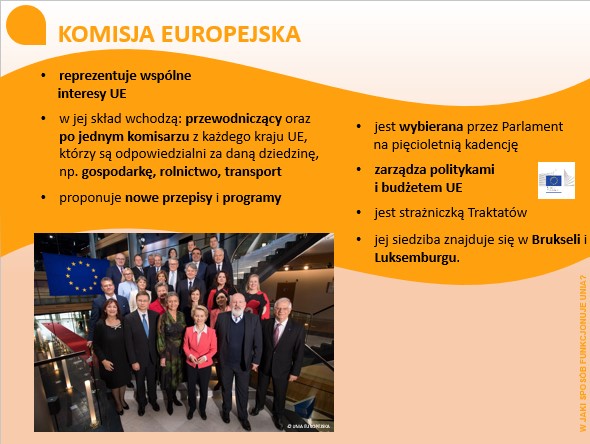 KOMISJA EUROPEJSKA
• reprezentuje wspólne
interesy UE
• w jej skład wchodzą: przewodniczący oraz
po jednym komisarzu z każdego kraju UE,
którzy są odpowiedzialni za daną dziedzinę,
np. gospodarkę, rolnictwo, transport
• proponuje nowe przepisy i programy
• jest wybierana przez Parlament
na pięcioletnią kadencję
• zarządza politykami
i budżetem UE
• jest strażniczką Traktatów
• jej siedziba znajduje się w Brukseli i
Luksemburgu.
© UNIA EUROPEJSKA
W JAKI SPOSÓB FUNKCJONUJE UNIA?